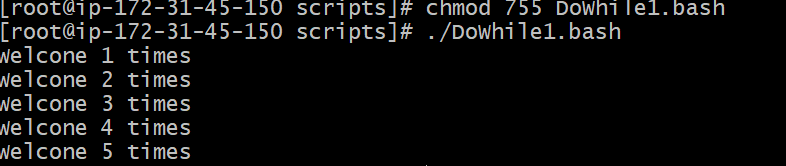 [root@ip-172-31-45-150 scripts]# chmod 755 DoWhile1.bash
[root@ip-172-31-45-150 scripts]# ./DoWhile1.bash
Welcone 1 times
Welcone 2 times
Welcone 3 times
Welcone 4 times
Welcone 5 times